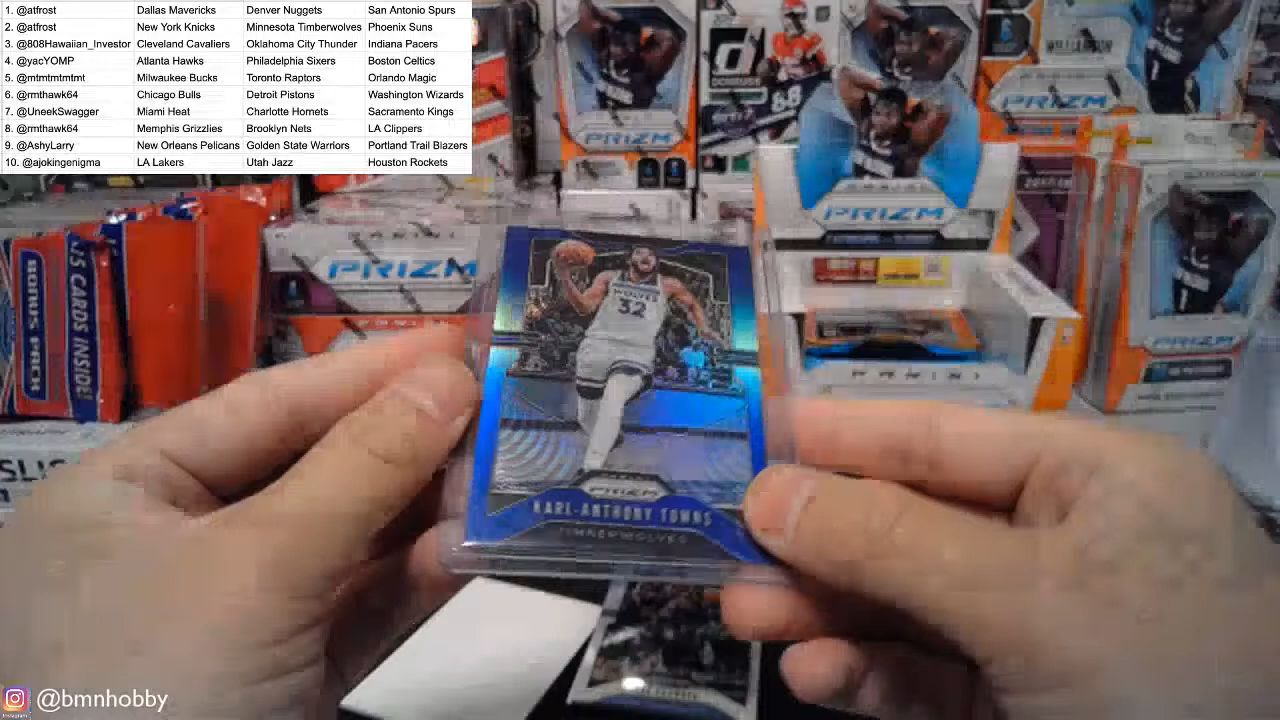 1. @atfrost Dallas Mavericks Denver Nuggets San Antonio Spurs
2. @atfrost New York Knicks Minnesota Timberwolves Phoenix Suns
3. @808Hawaiian_Investor Cleveland Cavaliers Oklahoma City Thunder Indiana Pacers
4. @yacYOMP Atlanta Hawks Philadelphia Sixers Boston Celtics
5. @mtmtmtmtmt Milwaukee Bucks Toronto Raptors Orlando Magic
6. @rmthawk64 Chicago Bulls Detroit Pistons Washington Wizards
7. @UneekSwagger Miami Heat Charlotte Hornets Sacramento Kings
8. @rmthawk64 Memphis Grizzlies Brooklyn Nets LA Clippers
9. @AshyLarry New Orleans Pelicans Golden State Warriors Portland Trail Blazers
10. @ajokingenigma LA Lakers Utah Jazz Houston Rockets
PRIZM
DONRUSS
88
PRIZM
PANINI
PRIZM
PRIZM
PANINI
BONUS PACK
15 CARDS INSIDE!
WOLVES
32
PRIZM
KARL-ANTHONY TOWNS
TIMBERWOLVES
@bmnhobby
Instagram